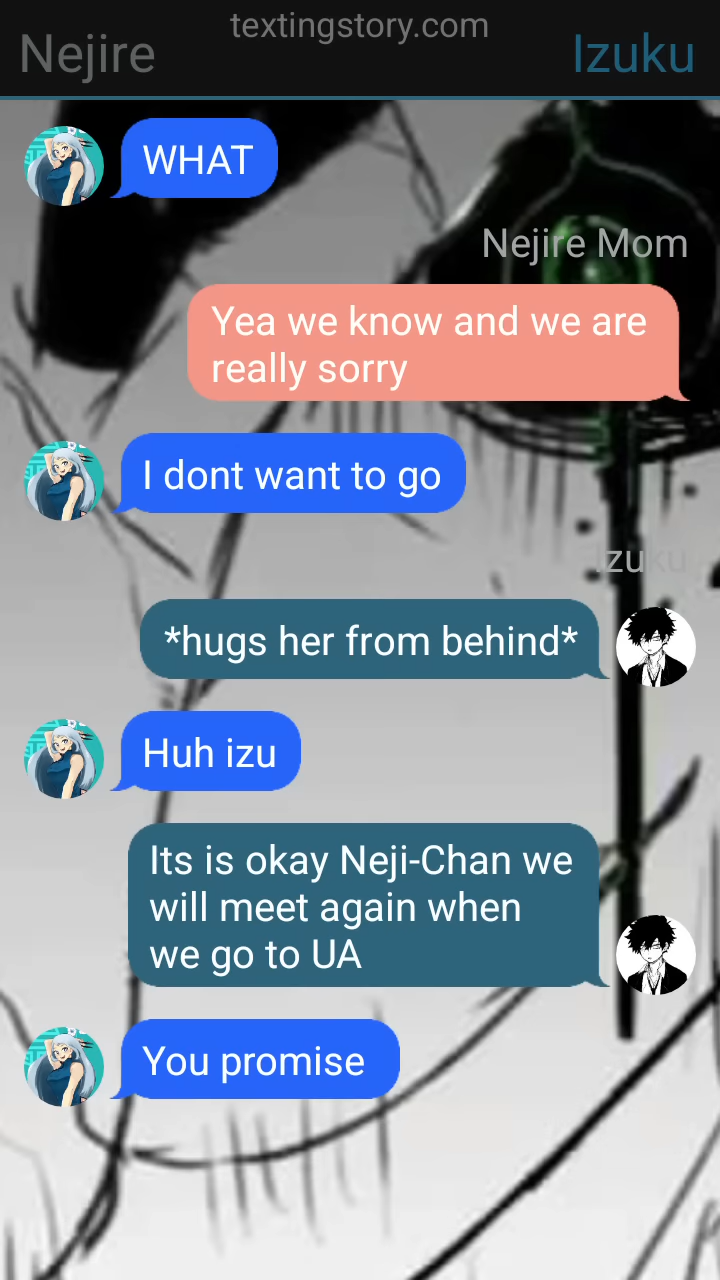 textingstory.com
Nejire
Izuku
WHAT
Nejire Mom
Yea we know and we are
really sorry
I dont want to go
Izuku
*hugs her from behind*
Huh izu
Its is okay Neji-Chan we
will meet again when
we go to UA
You promise